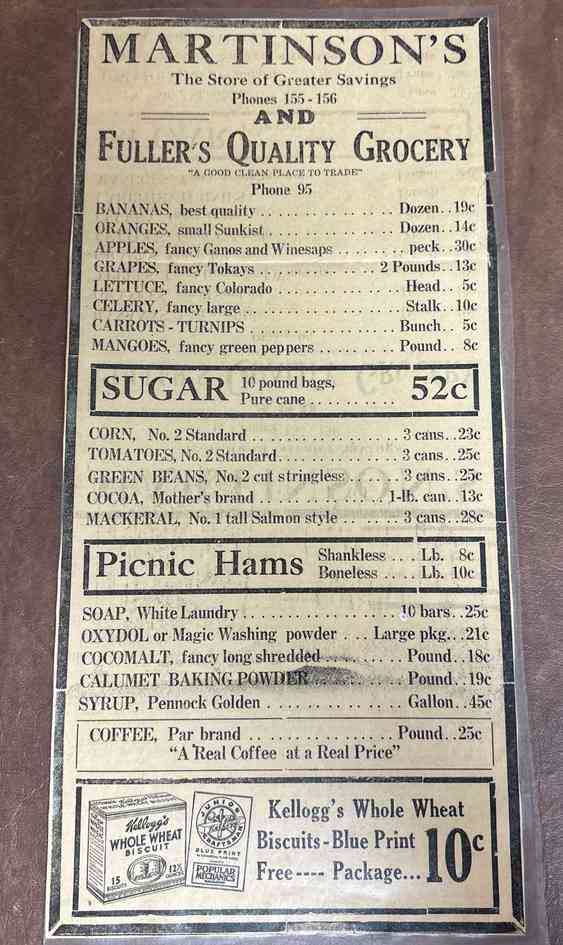 MARTINSON'S
The Store of Greater Savings
Phones 155-156
AND
FULLER'S QUALITY GROCERY
"A GOOD CLEAN PLACE TO TRADE"
Phone 95
BANANAS, best quality . . . . . . . . . . . . . . . . Dozen. .19c
ORANGES, small Sunkist . . . . . . . . . . . . . . . Dozen. .14c
APPLES, fancy Ganos and Winesaps . . . . . . . . peck. .30c
GRAPES, fancy Tokays . . . . . . . . . . . . . 2 Pounds. .13c
LETTUCE, fancy Colorado . . . . . . . . . . . . . . Head. . 5c
CELERY, fancy large . . . . . . . . . . . . . . . . . Stalk. .10c
CARROTS - TURNIPS . . . . . . . . . . . . . . . . Bunch. . 5c
MANGOES, fancy green peppers . . . . . . . . Pound. . 8c
SUGAR 10 pound bags, Pure cane . . . . . . . . . . 52c
CORN, No. 2 Standard . . . . . . . . . . . . . . . 3 cans. .23c
TOMATOES, No. 2 Standard . . . . . . . . . . . . 3 cans. .25c
GREEN BEANS, No. 2 cut stringless . . . . . 3 cans. .25c
COCOA, Mother's brand . . . . . . . . . . . . . 1-lb. can. .13c
MACKERAL, No. 1 tall Salmon style . . . . . . 3 cans. .28c
Picnic Hams Shankless . . . . Lb. 8c
Boneless . . . . Lb. 10c
SOAP, White Laundry . . . . . . . . . . . . . . . . 10 bars. .25c
OXYDOL or Magic Washing powder . . . Large pkg. . .21c
COCOMALT, fancy long shredded . . . . . . . . . Pound. .18c
CALUMET BAKING POWDER . . . . . . . . . . Pound. .19c
SYRUP, Pennock Golden . . . . . . . . . . . . . . Gallon. .45c
COFFEE, Par brand . . . . . . . . . . . . . . . . Pound. .25c
"A Real Coffee at a Real Price"
Kellogg's
WHOLE WHEAT
BISCUIT
15
BISCUITS
12½
OUNCES
JUNIOR
CRAFTSMAN
BLUE PRINT
POPULAR
MECHANICS
Kellogg's Whole Wheat
Biscuits - Blue Print
Free ---- Package... 10c